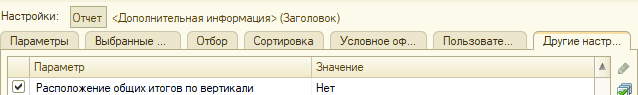 Настройки: Отчет <Дополнительная информация> (Заголовок)
Параметры Выбранные ... Отбор Сортировка Условное оф... Пользовате... Другие настр...
Параметр Значение
Расположение общих итогов по вертикали Нет